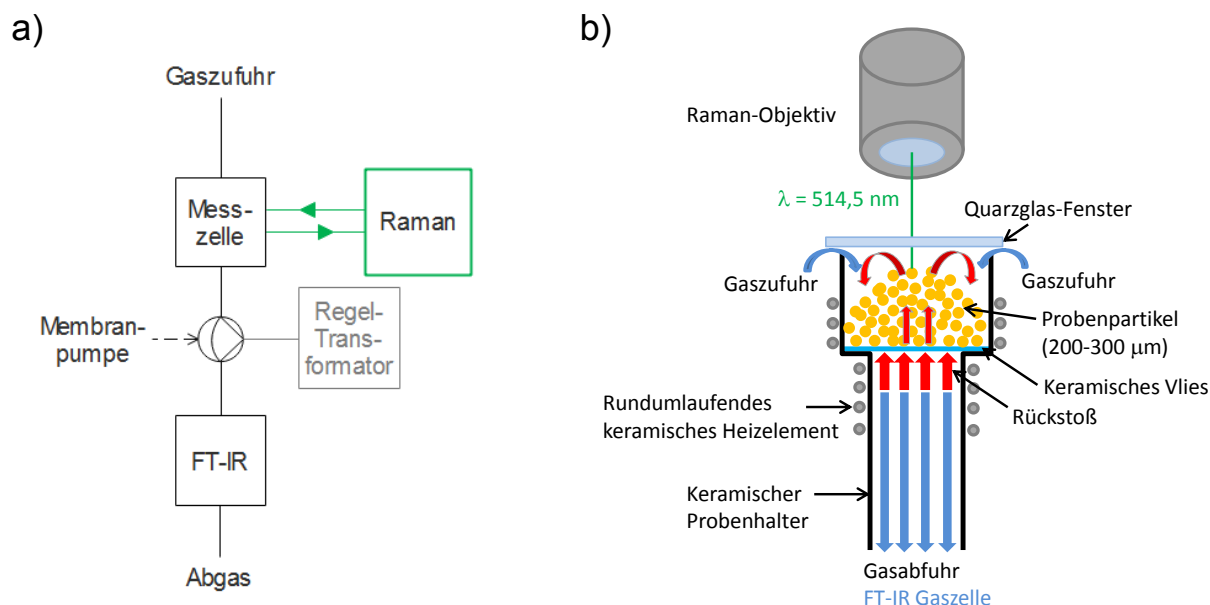 a)
Gaszufuhr
Mess-
zelle
Raman
Membran-
pumpe
Regel-
Trans-
formator
FT-IR
Abgas
b)
Raman-Objektiv
λ = 514,5 nm
Quarzglas-Fenster
Gaszufuhr
Gaszufuhr
Probenpartikel
(200-300 μm)
Keramisches Vlies
Rückstoß
Rundumlaufendes
keramisches Heizelement
Keramischer
Probenhalter
Gasabfuhr
FT-IR Gaszelle